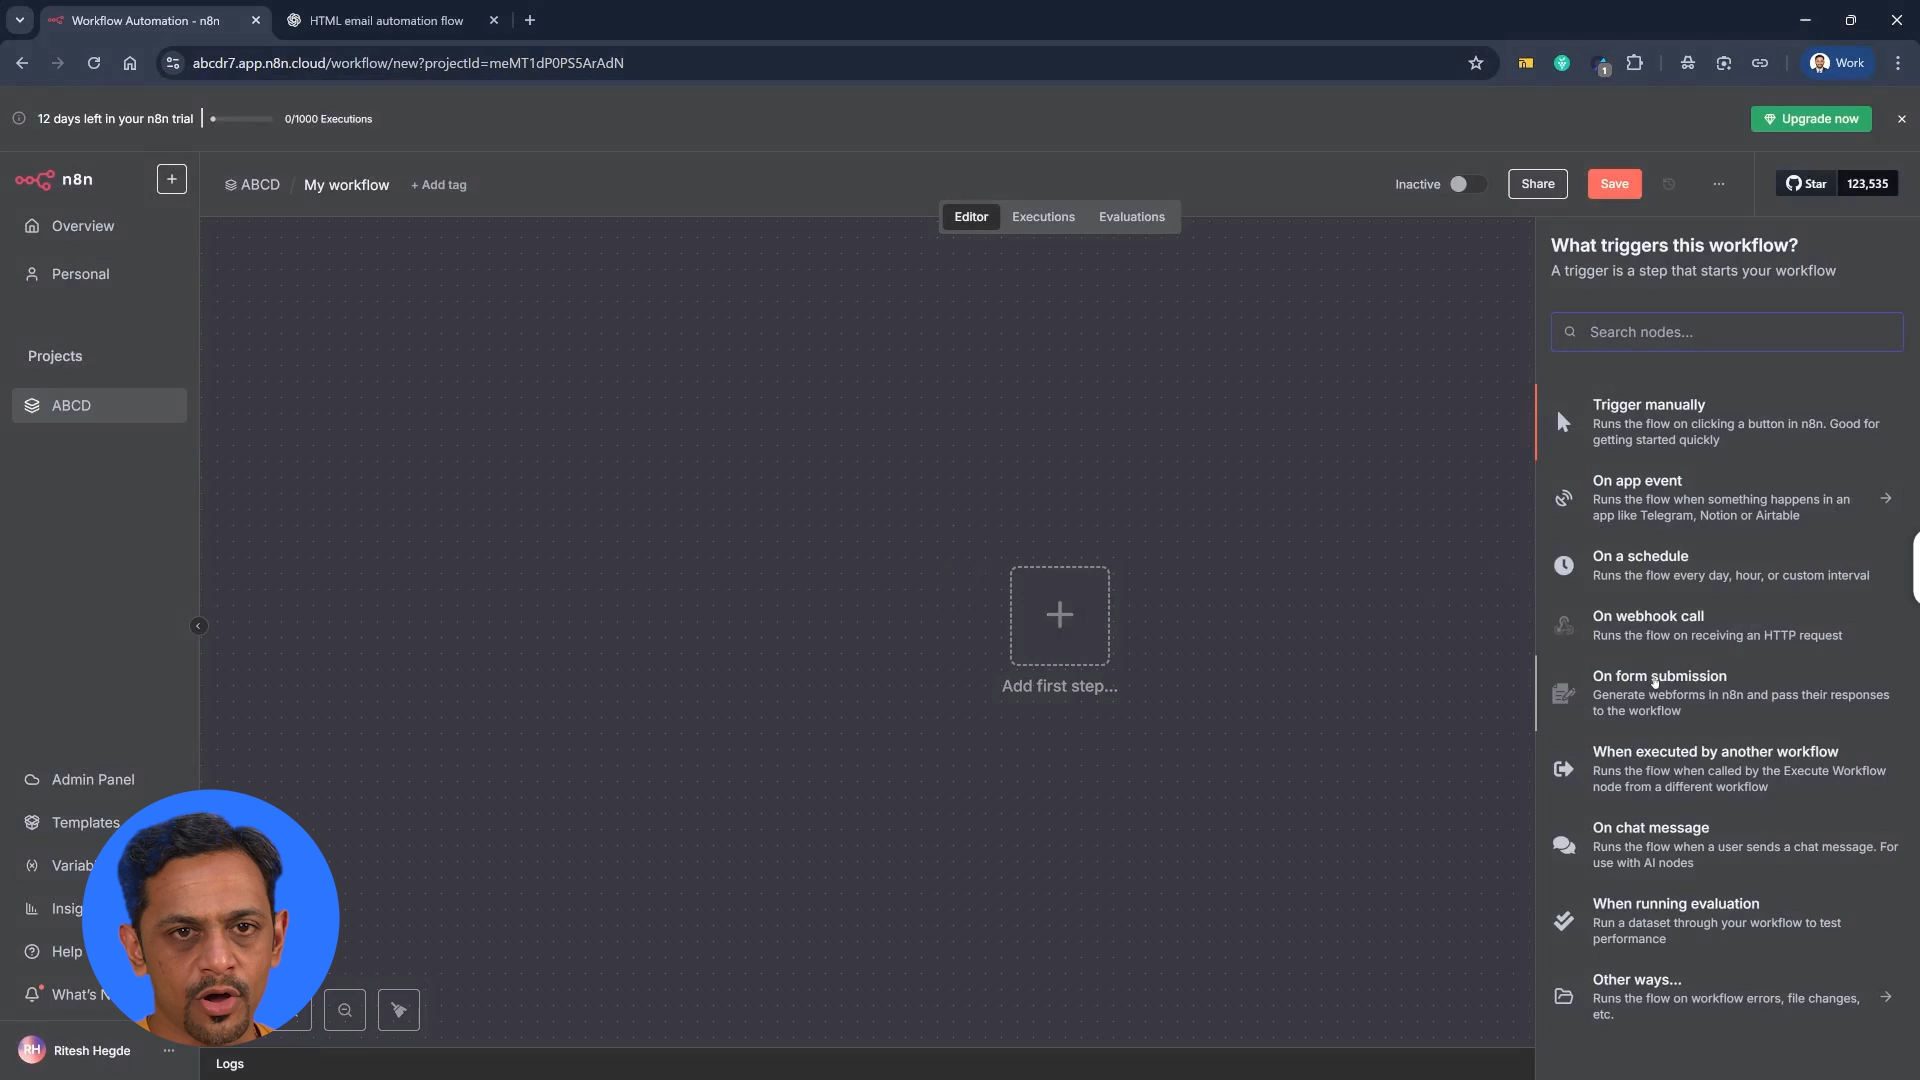 Workflow Automation - n8n
HTML email automation flow
abcdr7.app.n8n.cloud/workflow/new?projectId=meMT1dP0PS5ArAdN
1
Work
12 days left in your n8n trial
0/1000 Executions
Upgrade now
n8n
ABCD / My workflow
+ Add tag
Inactive
Share
Save
Star
123,535
Editor
Executions
Evaluations
Overview
Personal
Projects
ABCD
Admin Panel
Templates
Variab
Insig
Help
What's N
RH
Ritesh Hegde
Add first step...
Logs
What triggers this workflow?
A trigger is a step that starts your workflow
Search nodes...
Trigger manually
Runs the flow on clicking a button in n8n. Good for
getting started quickly
On app event
Runs the flow when something happens in an
app like Telegram, Notion or Airtable
On a schedule
Runs the flow every day, hour, or custom interval
On webhook call
Runs the flow on receiving an HTTP request
On form submission
Generate webforms in n8n and pass their responses
to the workflow
When executed by another workflow
Runs the flow when called by the Execute Workflow
node from a different workflow
On chat message
Runs the flow when a user sends a chat message. For
use with AI nodes
When running evaluation
Run a dataset through your workflow to test
performance
Other ways...
Runs the flow on workflow errors, file changes,
etc.